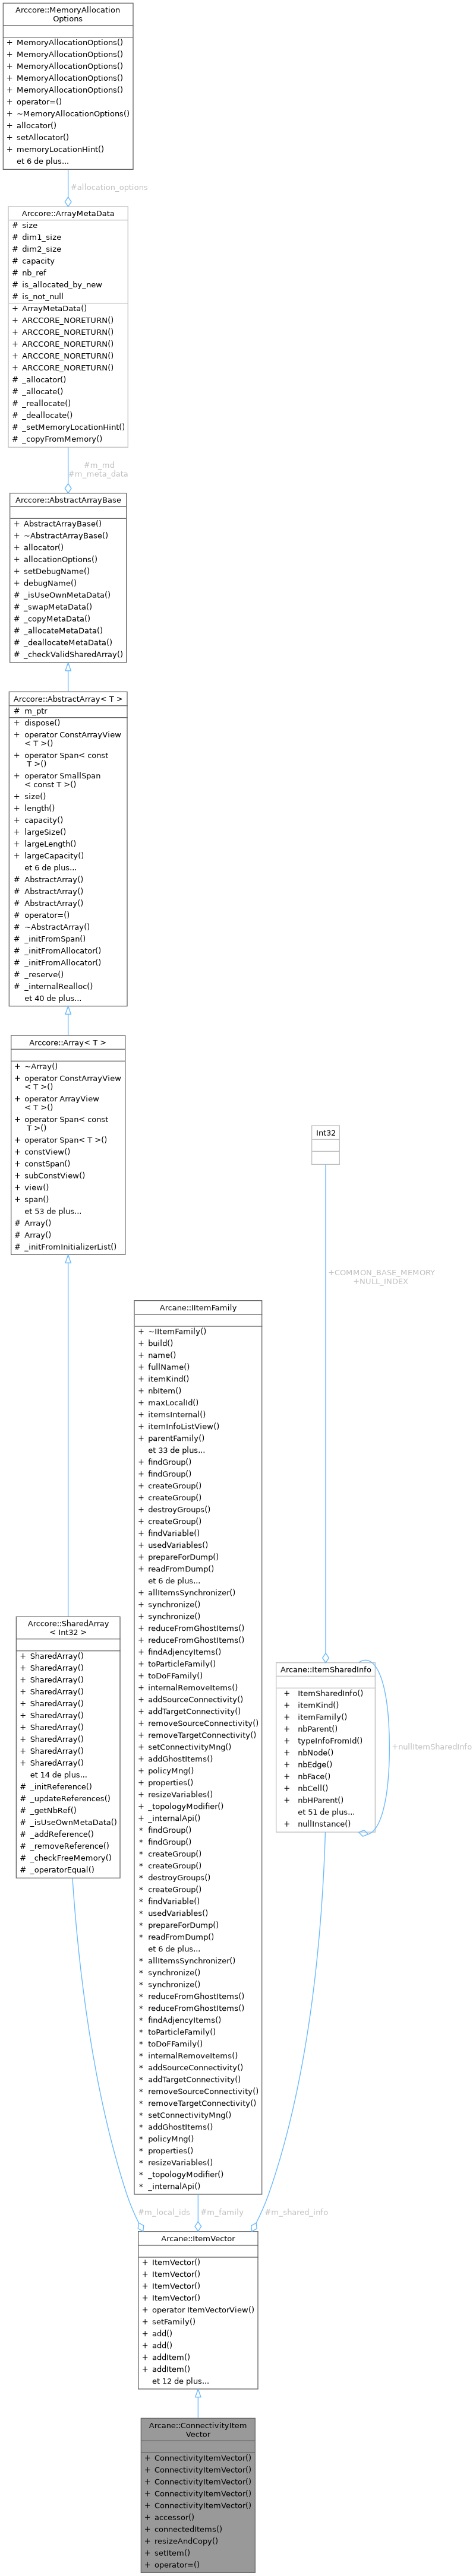 Arccore::MemoryAllocation
Options
+ MemoryAllocationOptions()
+ MemoryAllocationOptions()
+ MemoryAllocationOptions()
+ MemoryAllocationOptions()
+ MemoryAllocationOptions()
+ operator=()
+ ~MemoryAllocationOptions()
+ allocator()
+ setAllocator()
+ memoryLocationHint()
et 6 de plus...
#allocation_options
Arccore::ArrayMetaData
# size
# dim1_size
# dim2_size
# capacity
# nb_ref
# is_allocated_by_new
# is_not_null
+ ArrayMetaData()
+ ARCCORE_NORETURN()
+ ARCCORE_NORETURN()
+ ARCCORE_NORETURN()
+ ARCCORE_NORETURN()
+ ARCCORE_NORETURN()
# _allocator()
# _allocate()
# _reallocate()
# _deallocate()
# _setMemoryLocationHint()
# _copyFromMemory()
#m_md
#m_meta_data
Arccore::AbstractArrayBase
+ AbstractArrayBase()
+ ~AbstractArrayBase()
+ allocator()
+ allocationOptions()
+ setDebugName()
+ debugName()
# _isUseOwnMetaData()
# _swapMetaData()
# _copyMetaData()
# _allocateMetaData()
# _deallocateMetaData()
# _checkValidSharedArray()
Arccore::AbstractArray< T >
# m_ptr
+ dispose()
+ operator ConstArrayView
< T >()
+ operator Span< const
T >()
+ operator SmallSpan
< const T >()
+ size()
+ length()
+ capacity()
+ largeSize()
+ largeLength()
+ largeCapacity()
et 6 de plus...
# AbstractArray()
# AbstractArray()
# AbstractArray()
# operator=()
# ~AbstractArray()
# _initFromSpan()
# _initFromAllocator()
# _initFromAllocator()
# _reserve()
# _internalRealloc()
et 40 de plus...
Arccore::Array< T >
+ ~Array()
+ operator ConstArrayView
< T >()
+ operator ArrayView
< T >()
+ operator Span< const
T >()
+ operator Span< T >()
+ constView()
+ constSpan()
+ subConstView()
+ view()
+ span()
et 53 de plus...
# Array()
# Array()
# _initFromInitializerList()
Int32
+COMMON_BASE_MEMORY
+NULL_INDEX
Arcane::IItemFamily
+ ~IItemFamily()
+ build()
+ name()
+ fullName()
+ itemKind()
+ nbItem()
+ maxLocalId()
+ itemsInternal()
+ itemInfoListView()
+ parentFamily()
et 33 de plus...
+ findGroup()
+ findGroup()
+ createGroup()
+ createGroup()
+ destroyGroups()
+ createGroup()
+ findVariable()
+ usedVariables()
+ prepareForDump()
+ readFromDump()
et 6 de plus...
+ allItemsSynchronizer()
+ synchronize()
+ synchronize()
+ reduceFromGhostItems()
+ reduceFromGhostItems()
+ findAdjencyItems()
+ toParticleFamily()
+ toDoFFamily()
+ internalRemoveItems()
+ addSourceConnectivity()
+ addTargetConnectivity()
+ removeSourceConnectivity()
+ removeTargetConnectivity()
+ setConnectivityMng()
+ addGhostItems()
+ policyMng()
+ properties()
+ resizeVariables()
+ _topologyModifier()
+ _internalApi()
* findGroup()
* findGroup()
* createGroup()
* createGroup()
* destroyGroups()
* createGroup()
* findVariable()
* usedVariables()
* prepareForDump()
* readFromDump()
et 6 de plus...
* allItemsSynchronizer()
* synchronize()
* synchronize()
* reduceFromGhostItems()
* reduceFromGhostItems()
* findAdjencyItems()
* toParticleFamily()
* toDoFFamily()
* internalRemoveItems()
* addSourceConnectivity()
* addTargetConnectivity()
* removeSourceConnectivity()
* removeTargetConnectivity()
* setConnectivityMng()
* addGhostItems()
* policyMng()
* properties()
* resizeVariables()
* _topologyModifier()
* _internalApi()
Arccore::SharedArray
< Int32 >
+ SharedArray()
+ SharedArray()
+ SharedArray()
+ SharedArray()
+ SharedArray()
+ SharedArray()
+ SharedArray()
+ SharedArray()
+ SharedArray()
+ SharedArray()
et 14 de plus...
# _initReference()
# _updateReferences()
# _getNbRef()
# _isUseOwnMetaData()
# _addReference()
# _removeReference()
# _checkFreeMemory()
# _operatorEqual()
Arcane::ItemSharedInfo
+ ItemSharedInfo()
+ itemKind()
+ itemFamily()
+ nbParent()
+ typeInfoFromId()
+ nbNode()
+ nbEdge()
+ nbFace()
+ nbCell()
+ nbHParent()
et 51 de plus...
+ nullInstance()
+nullItemSharedInfo
#m_local_ids
#m_family
#m_shared_info
Arcane::ItemVector
+ ItemVector()
+ ItemVector()
+ ItemVector()
+ ItemVector()
+ operator ItemVectorView()
+ setFamily()
+ add()
+ add()
+ addItem()
+ addItem()
et 12 de plus...
Arcane::ConnectivityItem
Vector
+ ConnectivityItemVector()
+ ConnectivityItemVector()
+ ConnectivityItemVector()
+ ConnectivityItemVector()
+ ConnectivityItemVector()
+ accessor()
+ connectedItems()
+ resizeAndCopy()
+ setItem()
+ operator=()